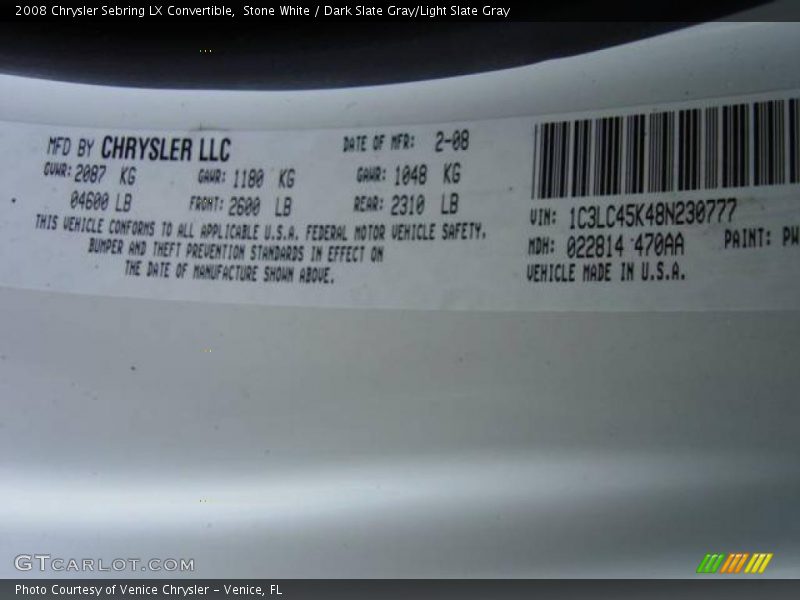 2008 Chrysler Sebring LX Convertible, Stone White / Dark Slate Gray/Light Slate Gray
MFD BY CHRYSLER LLC DATE OF MFR: 2-08
GVWR: 2087 KG GAWR: 1180 KG GAWR: 1048 KG
04600 LB FRONT: 2600 LB REAR: 2310 LB
THIS VEHICLE CONFORMS TO ALL APPLICABLE U.S.A. FEDERAL MOTOR VEHICLE SAFETY,
BUMPER AND THEFT PREVENTION STANDARDS IN EFFECT ON
THE DATE OF MANUFACTURE SHOWN ABOVE.
VIN: 1C3LC45K48N230777
MDH: 022814 470AA PAINT: PW
VEHICLE MADE IN U.S.A.
GTCARLOT.COM
Photo Courtesy of Venice Chrysler - Venice, FL